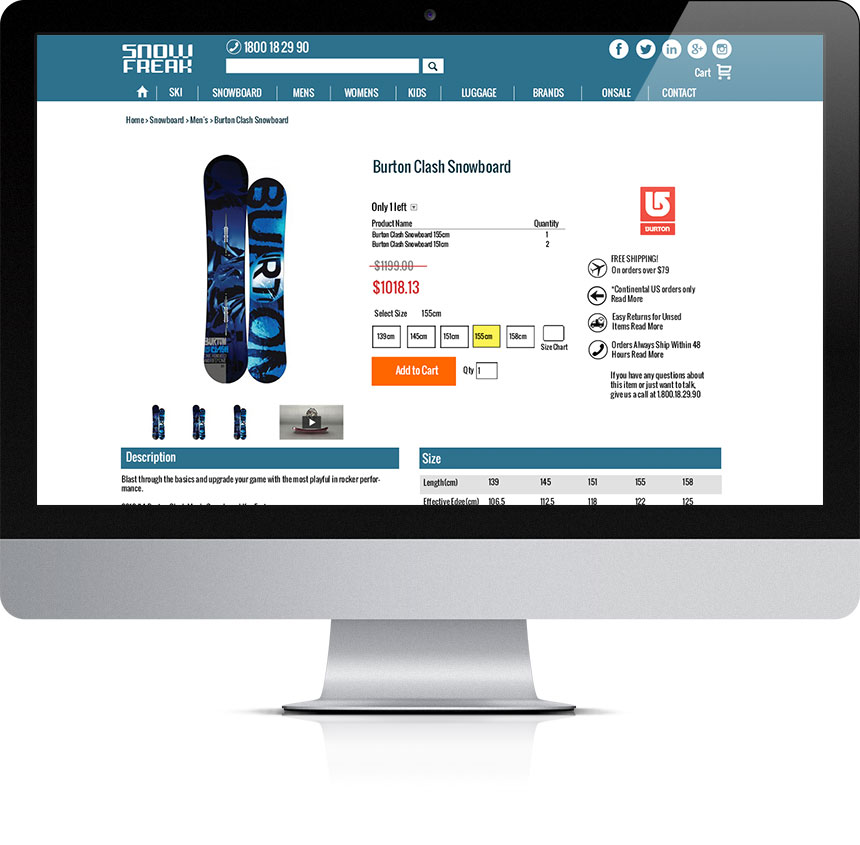 SNOW
FREAK
1800 18 29 90
Cart
SKI SNOWBOARD MENS WOMENS KIDS LUGGAGE BRANDS ONSALE CONTACT
Home > Snowboard > Men's > Burton Clash Snowboard
BURTON
BURTON
CLASH
Burton Clash Snowboard
Only 1 left
Product Name Quantity
Burton Clash Snowboard 155cm 1
Burton Clash Snowboard 151cm 2
$1199.00
$1018.13
Select Size 155cm
139cm 145cm 151cm 155cm 158cm
Size Chart
Add to Cart Qty 1
BURTON
FREE SHIPPING!
On orders over $79
*Continental US orders only
Read More
Easy Returns for Unsed
Items Read More
Orders Always Ship Within 48
Hours Read More
If you have any questions about
this item or just want to talk,
give us a call at 1.800.18.29.90
Description
Blast through the basics and upgrade your game with the most playful in rocker perfor-
mance.
Size
Length(cm) 139 145 151 155 158
Effective Edge(cm) 106.5 112.5 118 122 125